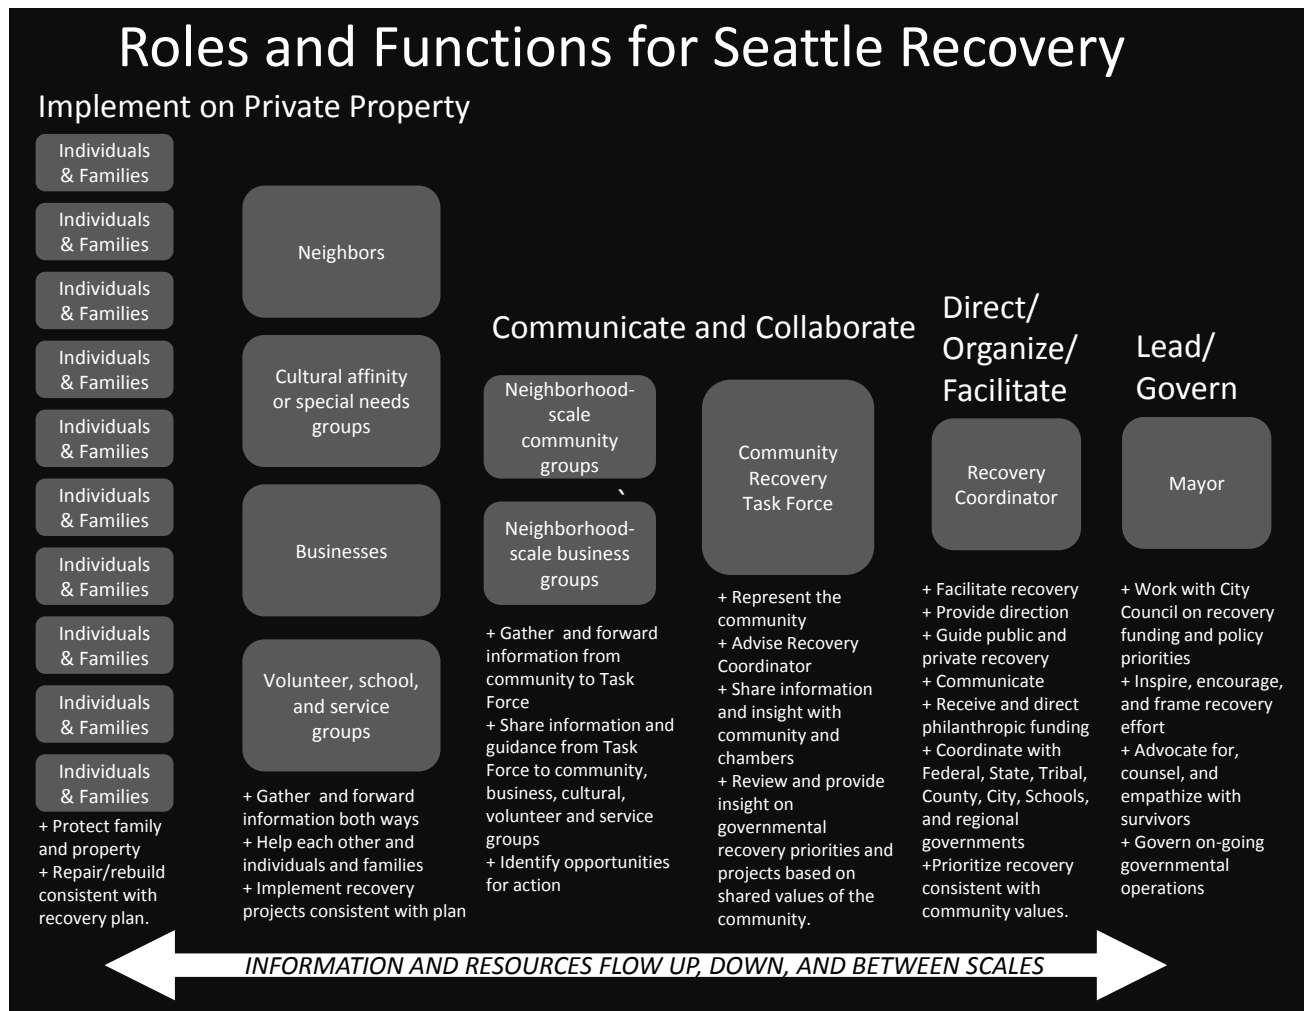 Roles and Functions for Seattle Recovery
Implement on Private Property
Individuals
& Families
Individuals
& Families
Individuals
& Families
Individuals
& Families
Individuals
& Families
Individuals
& Families
Individuals
& Families
Individuals
& Families
Individuals
& Families
Individuals
& Families
+ Protect family
and property
+ Repair/rebuild
consistent with
recovery plan.
Neighbors
Cultural affinity
or special needs
groups
Businesses
Volunteer, school,
and service
groups
+ Gather  and forward
information both ways
+ Help each other and
individuals and families
+ Implement recovery
projects consistent with plan
Communicate and Collaborate
Neighborhood-
scale
community
groups
`
Neighborhood-
scale business
groups
+ Gather  and forward
information from
community to Task
Force
+ Share information and
guidance from Task
Force to community,
business, cultural,
volunteer and service
groups
+ Identify opportunities
for action
Community
Recovery
Task Force
+ Represent the
community
+ Advise Recovery
Coordinator
+ Share information
and insight with
community and
chambers
+ Review and provide
insight on
governmental
recovery priorities and
projects based on
shared values of the
community.
Direct/
Organize/
Facilitate
Recovery
Coordinator
+ Facilitate recovery
+ Provide direction
+ Guide public and
private recovery
+ Communicate
+ Receive and direct
philanthropic funding
+ Coordinate with
Federal, State, Tribal,
County, City, Schools,
and regional
governments
+Prioritize recovery
consistent with
community values.
Lead/
Govern
Mayor
+ Work with City
Council on recovery
funding and policy
priorities
+ Inspire, encourage,
and frame recovery
effort
+ Advocate for,
counsel, and
empathize with
survivors
+ Govern on-going
governmental
operations
INFORMATION AND RESOURCES FLOW UP, DOWN, AND BETWEEN SCALES